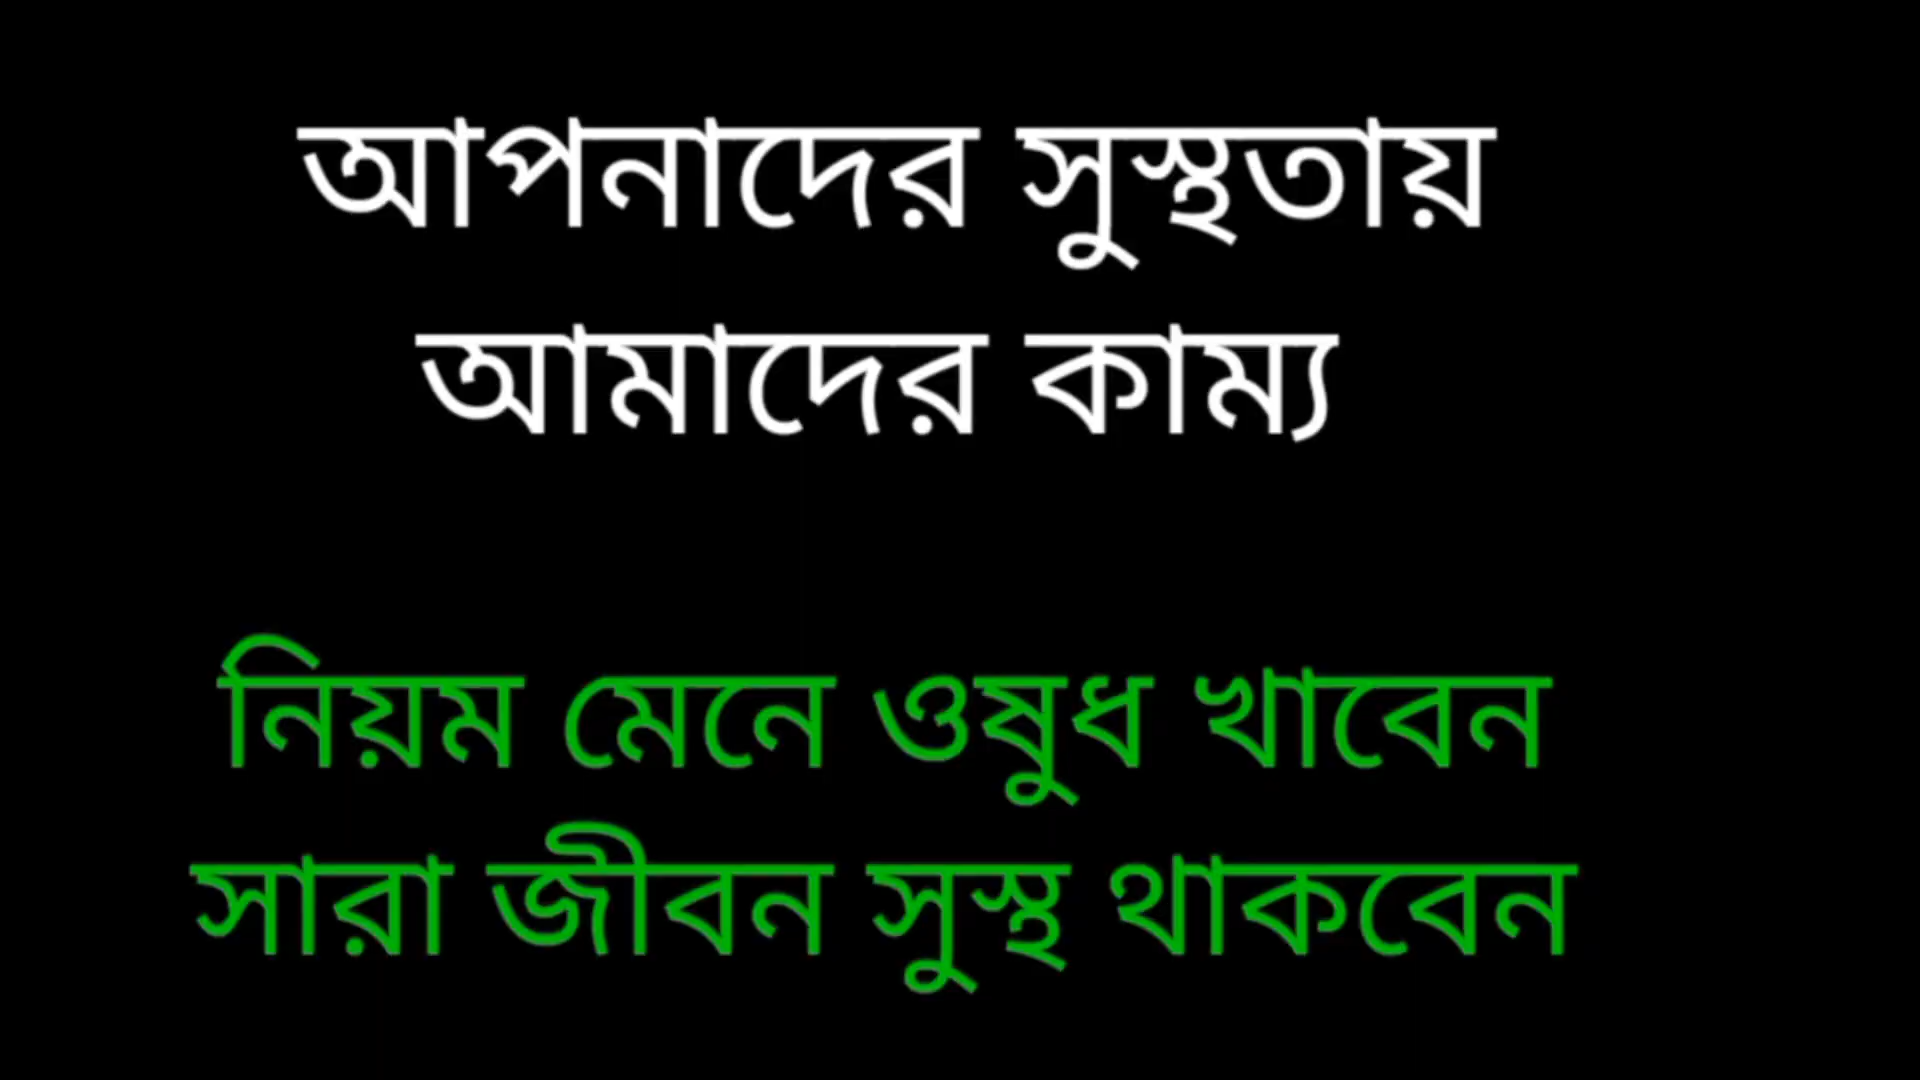 আপনাদের সুস্থতায়
আমাদের কাম্য
নিয়ম মেনে ওষুধ খাবেন
সারা জীবন সুস্থ থাকবেন